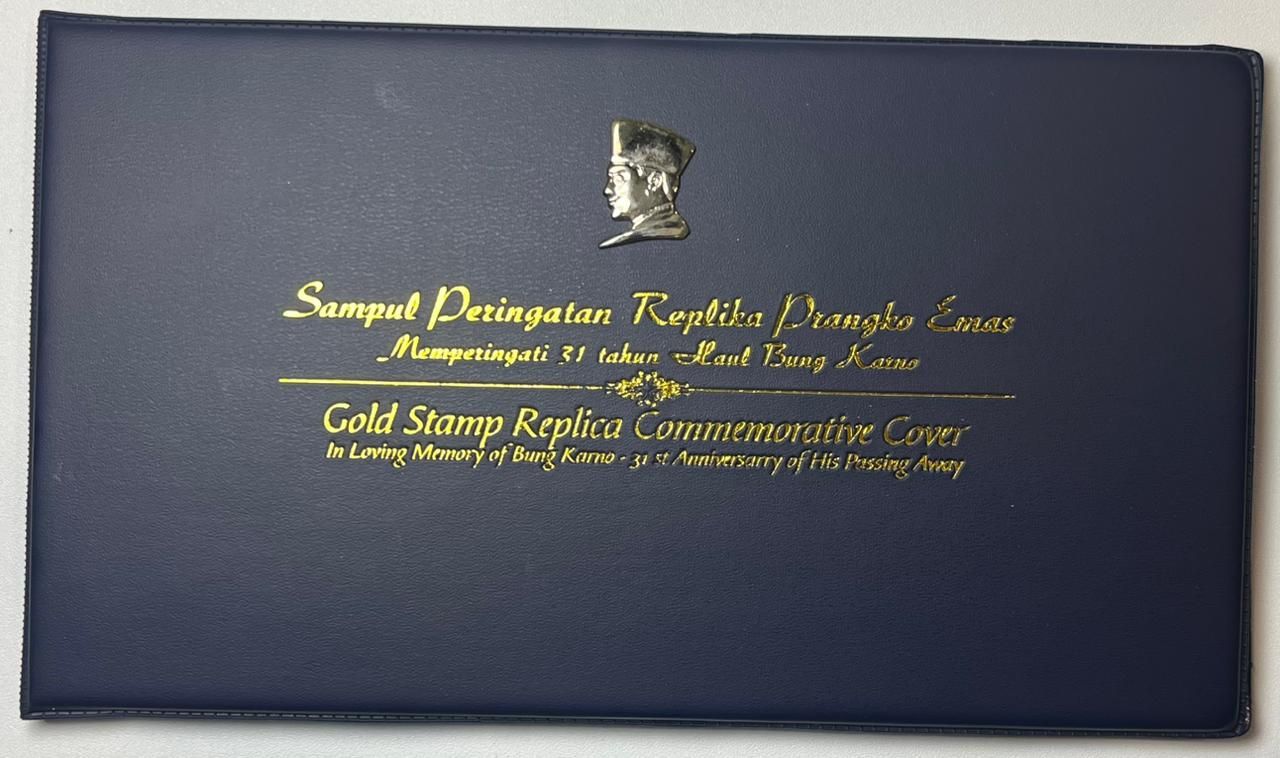 Sampul Peringatan Replika Prangko Emas
Memperingati 31 tahun Haul Bung Karno
Gold Stamp Replica Commemorative Cover
In Loving Memory of Bung Karno - 31 st Anniversarry of His Passing Away